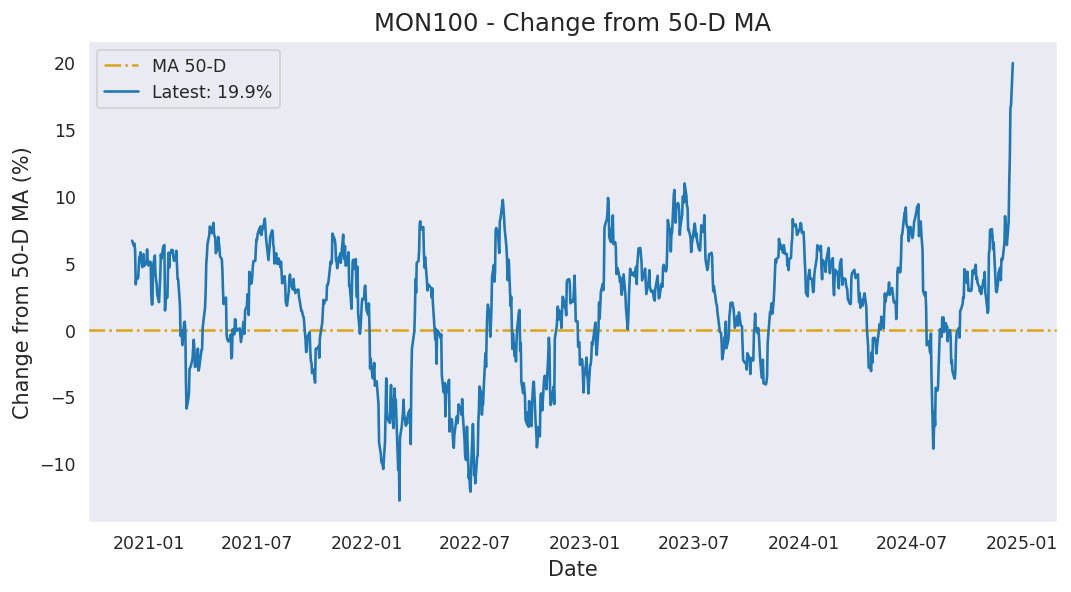 MON100 - Change from 50-D MA
MA 50-D
Latest: 19.9%
Change from 50-D MA (%)
20
15
10
5
0
−5
−10
2021-01 2021-07 2022-01 2022-07 2023-01 2023-07 2024-01 2024-07 2025-01
Date